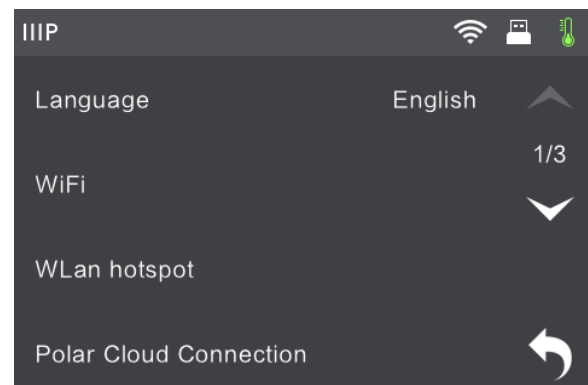 IIIP
Language English
1/3
WiFi
WLan hotspot
Polar Cloud Connection